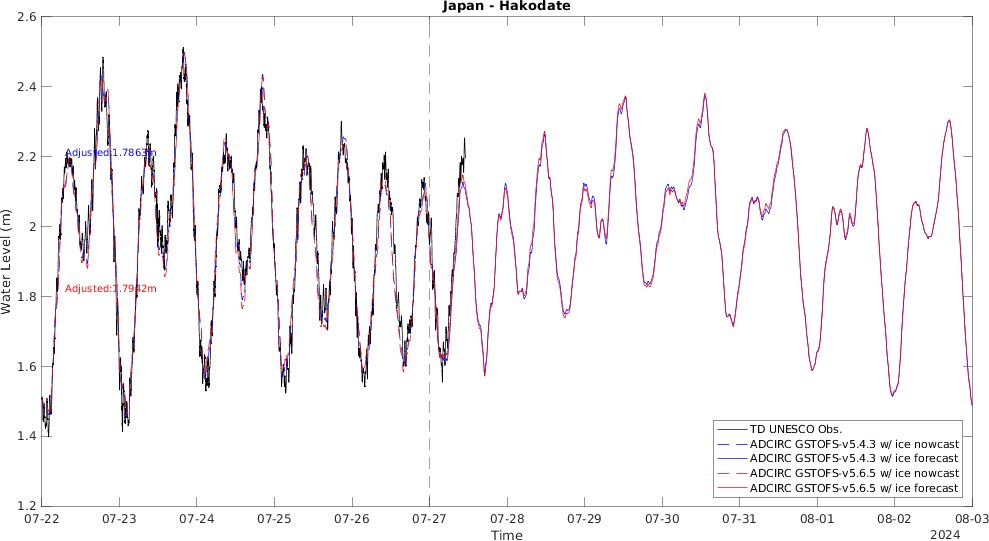 Japan - Hakodate
Water Level (m)
2.6
2.4
2.2
2
1.8
1.6
1.4
1.2
Adjusted:1.7863m
Adjusted:1.7942m
TD UNESCO Obs.
ADCIRC GSTOFS-v5.4.3 w/ ice nowcast
ADCIRC GSTOFS-v5.4.3 w/ ice forecast
ADCIRC GSTOFS-v5.6.5 w/ ice nowcast
ADCIRC GSTOFS-v5.6.5 w/ ice forecast
07-22 07-23 07-24 07-25 07-26 07-27 07-28 07-29 07-30 07-31 08-01 08-02 08-03
Time
2024